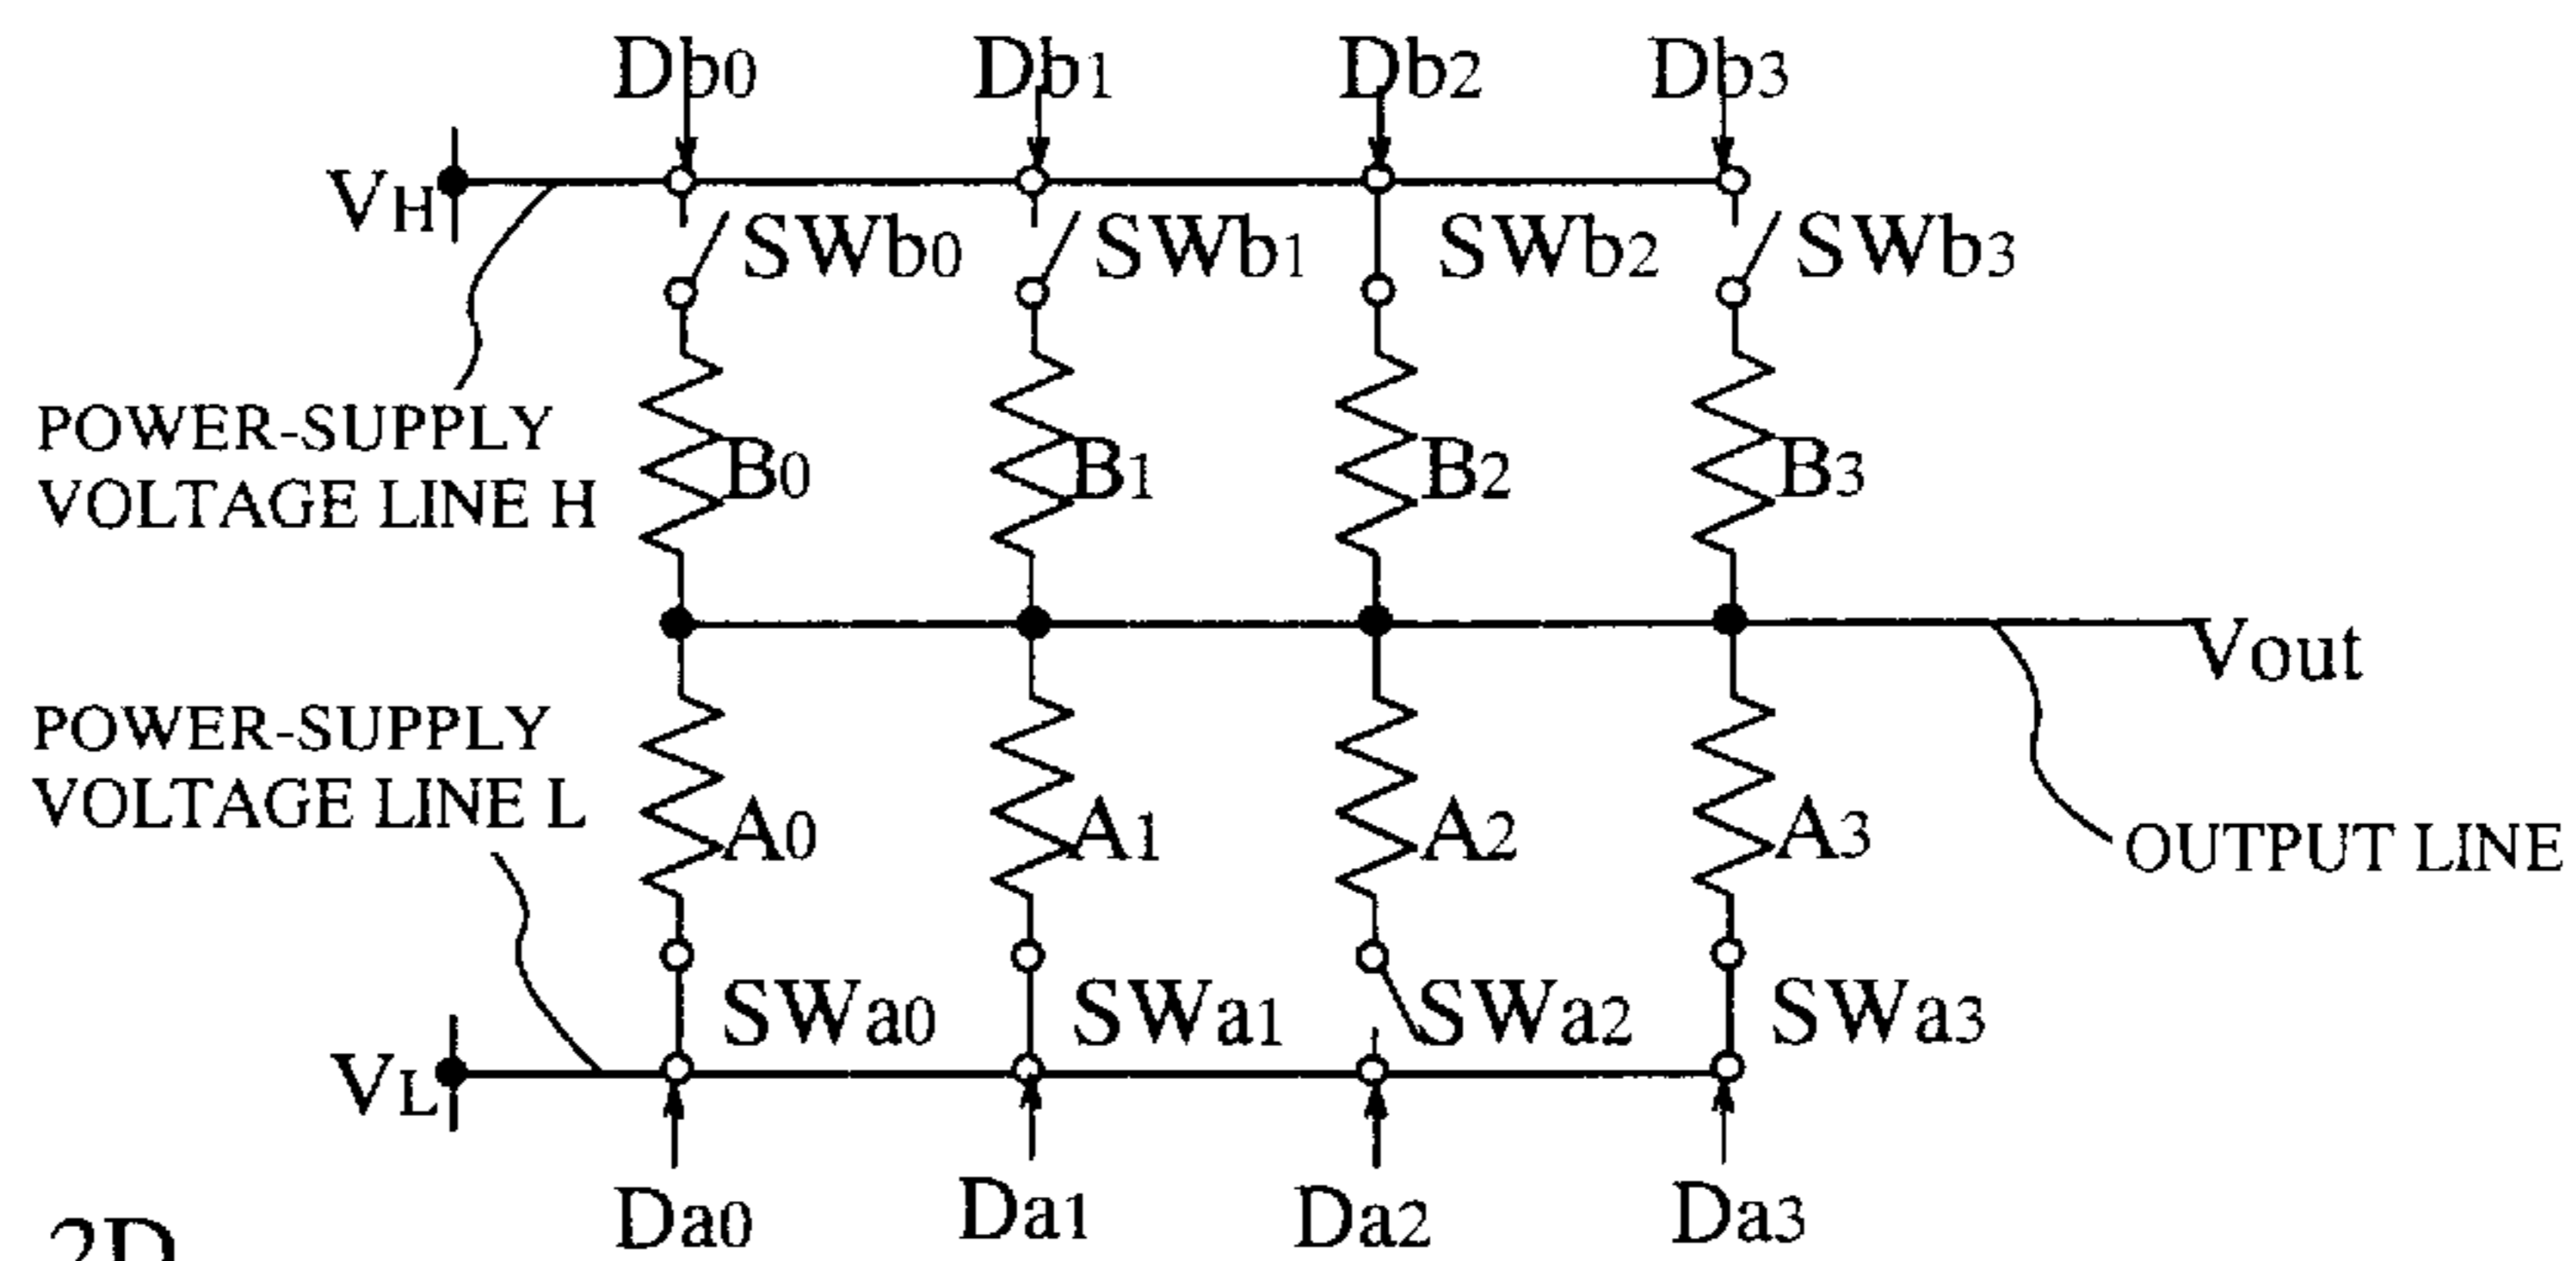 Db0 Db1 Db2 Db3
VH
SWb0 SWb1 SWb2 SWb3
POWER-SUPPLY
VOLTAGE LINE H
B0 B1 B2 B3
Vout
POWER-SUPPLY
VOLTAGE LINE L
A0 A1 A2 A3
OUTPUT LINE
SWa0 SWa1 SWa2 SWa3
VL
Da0 Da1 Da2 Da3
2D